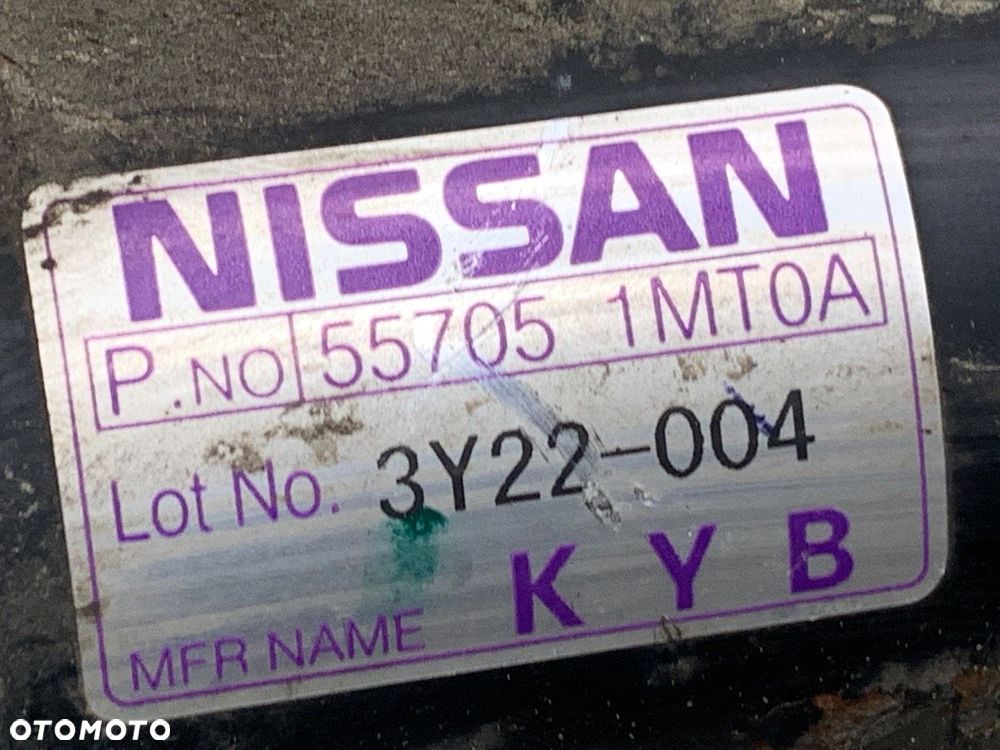 NISSAN
P.NO 55705 1MT0A
Lot No. 3Y22-004
MFR NAME KYB
OTOMOTO